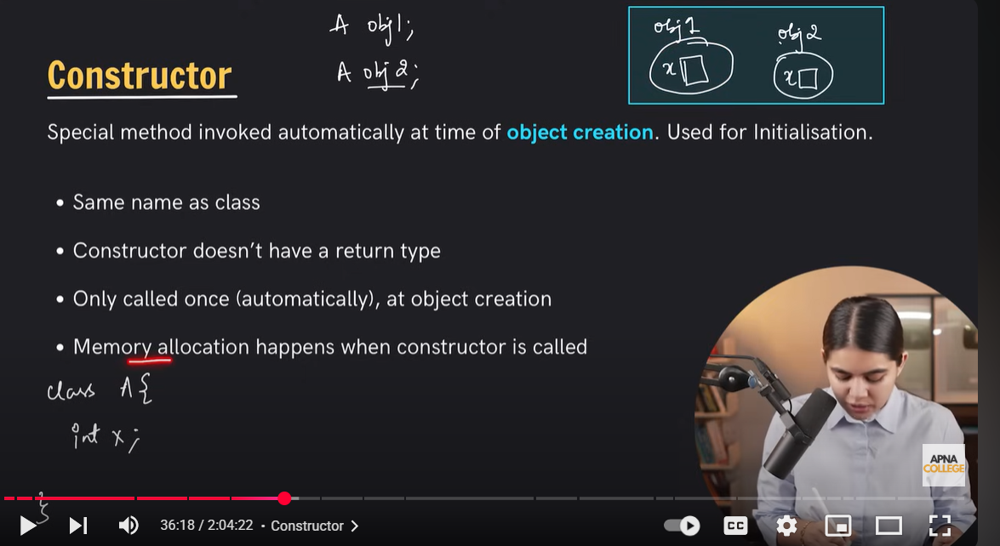 A obj1;
A obj2;
obj1
x
obj2
x
Constructor
Special method invoked automatically at time of object creation. Used for Initialisation.
• Same name as class
• Constructor doesn’t have a return type
• Only called once (automatically), at object creation
• Memory allocation happens when constructor is called
class A{
int x;
}
APNA
COLLEGE
36:18 / 2:04:22 • Constructor >
CC